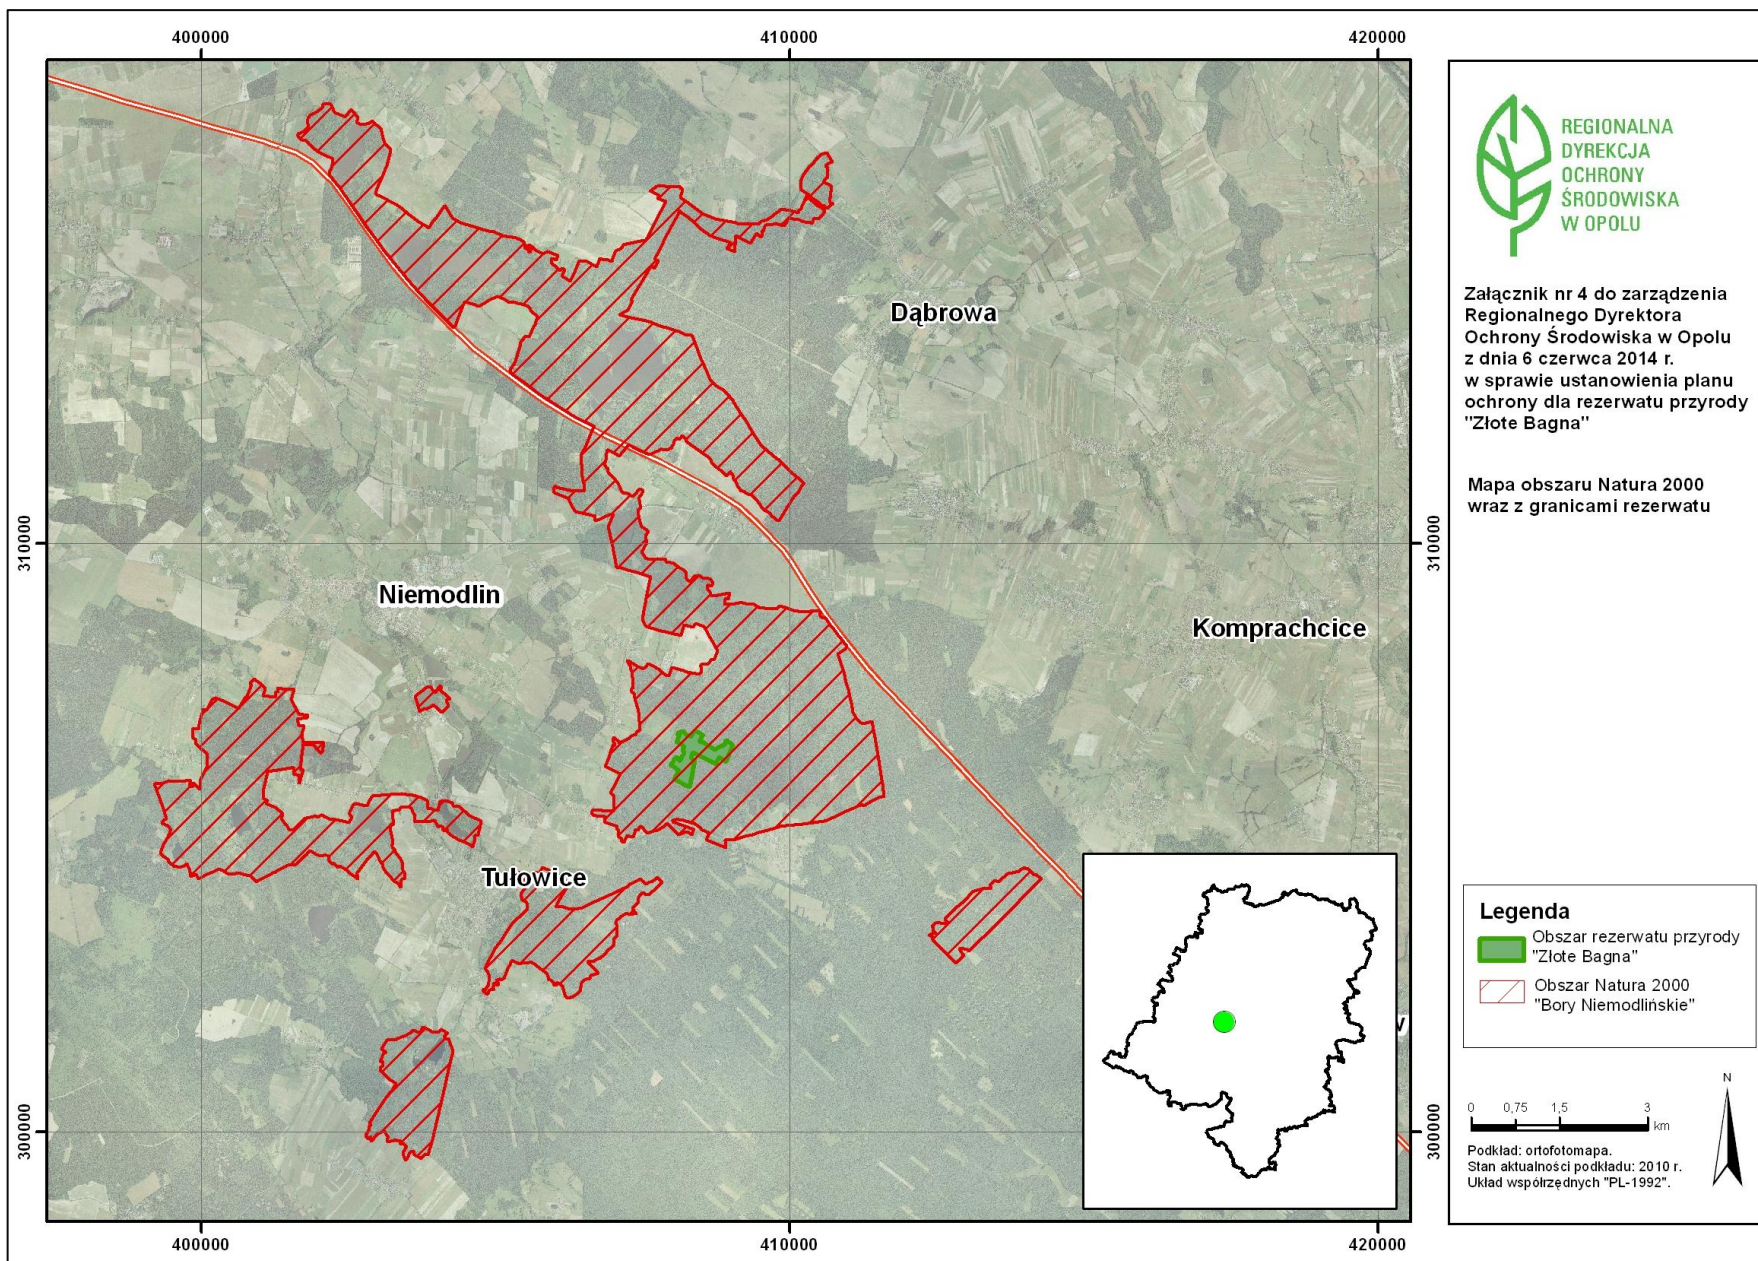 400000
410000
420000
310000
310000
300000
300000
Dąbrowa
Niemodlin
Komprachcice
Tułowice
400000
410000
420000
REGIONALNA
DYREKCJA
OCHRONY
ŚRODOWISKA
W OPOLU
Załącznik nr 4 do zarządzenia
Regionalnego Dyrektora
Ochrony Środowiska w Opolu
z dnia 6 czerwca 2014 r.
w sprawie ustanowienia planu
ochrony dla rezerwatu przyrody
"Złote Bagna"
Mapa obszaru Natura 2000
wraz z granicami rezerwatu
Legenda
Obszar rezerwatu przyrody
"Złote Bagna"
Obszar Natura 2000
"Bory Niemodlińskie"
N
0 0,75 1,5 3
km
Podkład: ortofotomapa.
Stan aktualności podkładu: 2010 r.
Układ współrzędnych "PL-1992".